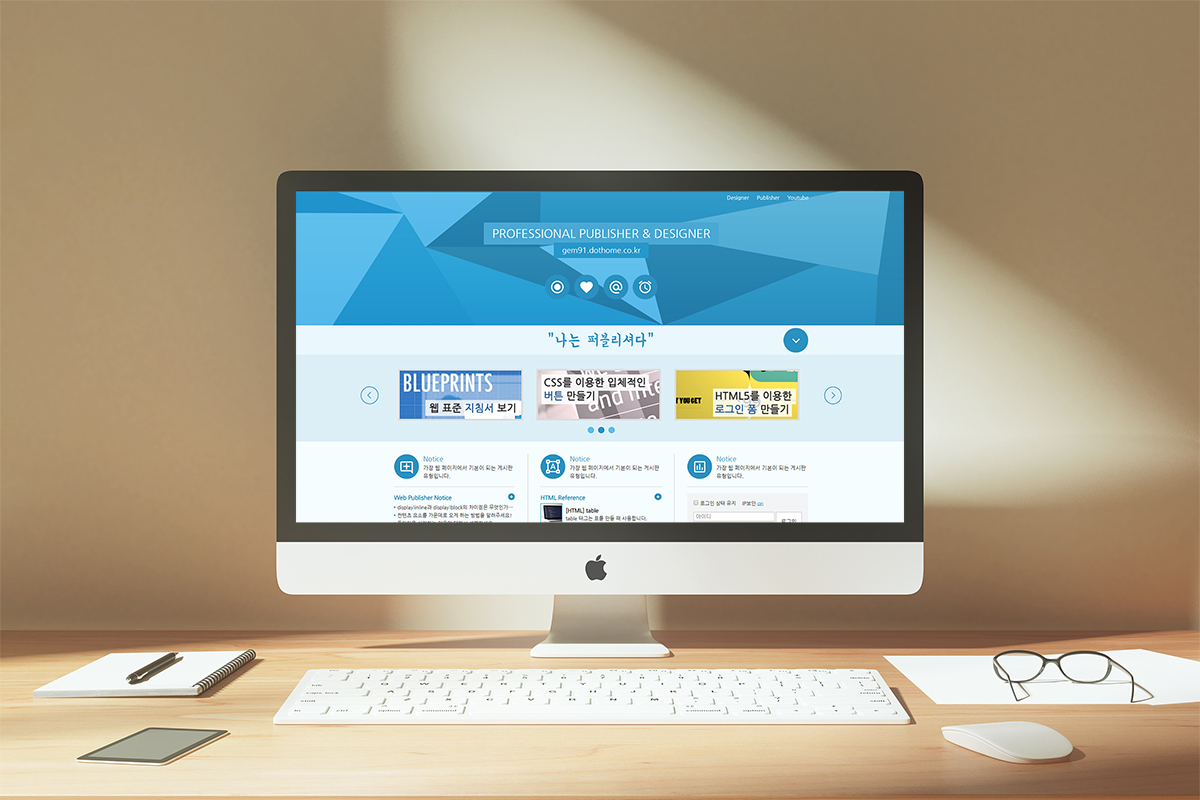 Designer Publisher Youtube
PROFESSIONAL PUBLISHER & DESIGNER
gem91.dothome.co.kr
"나는 퍼블리셔다"
BLUEPRINTS
웹 표준 지침서 보기
CSS를 이용한 입체적인
버튼 만들기
and inte
T YOU GET
HTML5를 이용한
로그인 폼 만들기
Notice
가장 웹 페이지에서 기본이 되는 게시판
유형입니다.
Notice
가장 웹 페이지에서 기본이 되는 게시판
유형입니다.
Notice
가장 웹 페이지에서 기본이 되는 게시판
유형입니다.
Web Publisher Notice
• display:inline과 display:block의 차이점은 무엇인가…
• 컨텐츠 요소를 가운데로 오게 하는 방법을 알려주세요!
HTML Reference
[HTML] table
table 태그는 표를 만들 때 사용합니다.
로그인 상태 유지 IP보안 on
아이디
로그인